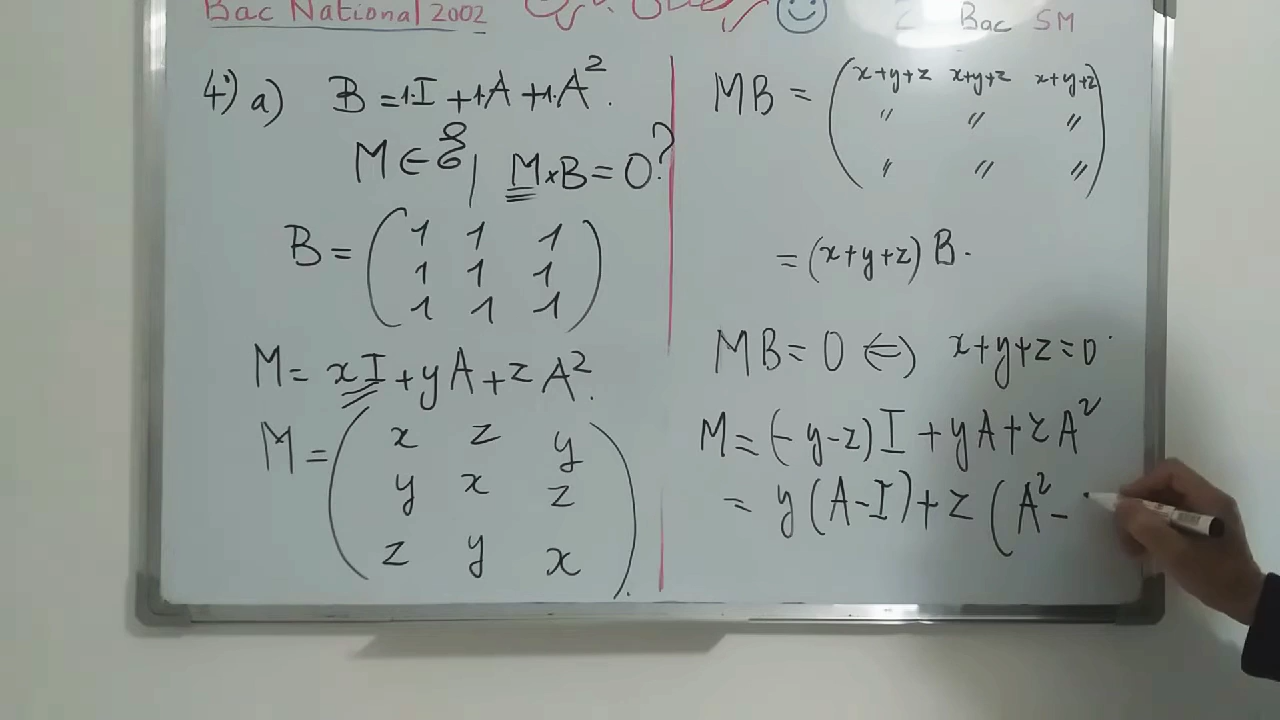 Bac National 2002
2 Bac SM
4°) a) B = 1.I + 1.A + 1.A²
M ∈ ℰ | M×B = 0 ?
B = ( 1 1 1
1 1 1
1 1 1 )
M = xI + yA + zA².
M = ( x z y
y x z
z y x ).
MB = ( x+y+z x+y+z x+y+z
〃 〃 〃
〃 〃 〃 )
= (x+y+z) B.
MB = 0 ⇔ x+y+z = 0
M = (-y-z)I + yA + zA²
= y(A-I) + z (A² -